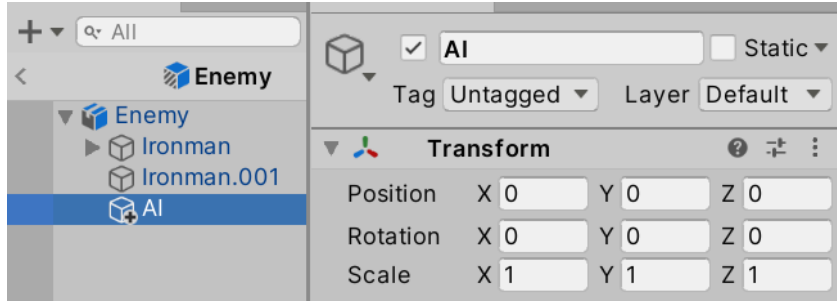 All
Enemy
Enemy
Ironman
Ironman.001
AI
AI
Static
Tag Untagged Layer Default
Transform
Position X 0 Y 0 Z 0
Rotation X 0 Y 0 Z 0
Scale X 1 Y 1 Z 1